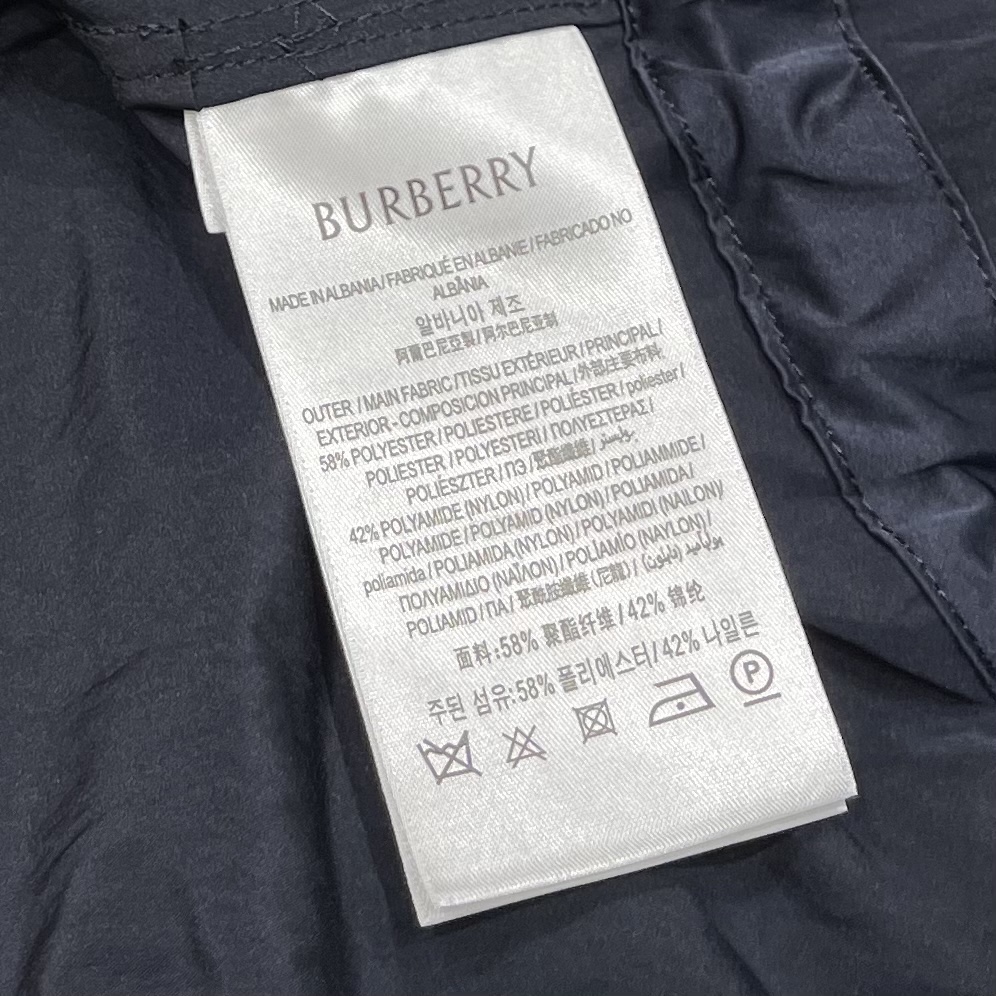 BURBERRY
MADE IN ALBANIA / FABRIQUÉ EN ALBANIE / FABRICADO NO
ALBÂNIA
알바니아 제조
阿爾巴尼亞製 / 阿尔巴尼亚制
OUTER / MAIN FABRIC / TISSU EXTÉRIEUR / PRINCIPAL /
EXTERIOR - COMPOSICION PRINCIPAL / 外部/主要布料:
58% POLYESTER / POLIESTERE / POLIÉSTER / poliester /
POLIESTER / POLYESTERI / ΠΟΛΥΕΣΤΕΡΑΣ /
POLIÉSZTER / ПЭ / 聚酯纖維 / بوليستر
42% POLYAMIDE (NYLON) / POLYAMID / POLIAMMIDE /
POLYAMIDE / POLYAMID (NYLON) / POLIAMIDA /
poliamida / POLIAMIDA (NYLON) / POLYAMIDI (NAILON)
ΠΟΛΥΑΜΙΔΙΟ (ΝΑΪΛΟΝ) / POLÍAMÍO (NAYLON) /
POLIAMID / ПА / 聚酰胺纖維 (尼龍) / بولياميد (نايلون)
面料:58% 聚酯纤维 / 42% 锦纶
주된 섬유:58% 폴리에스터/ 42% 나일론
P